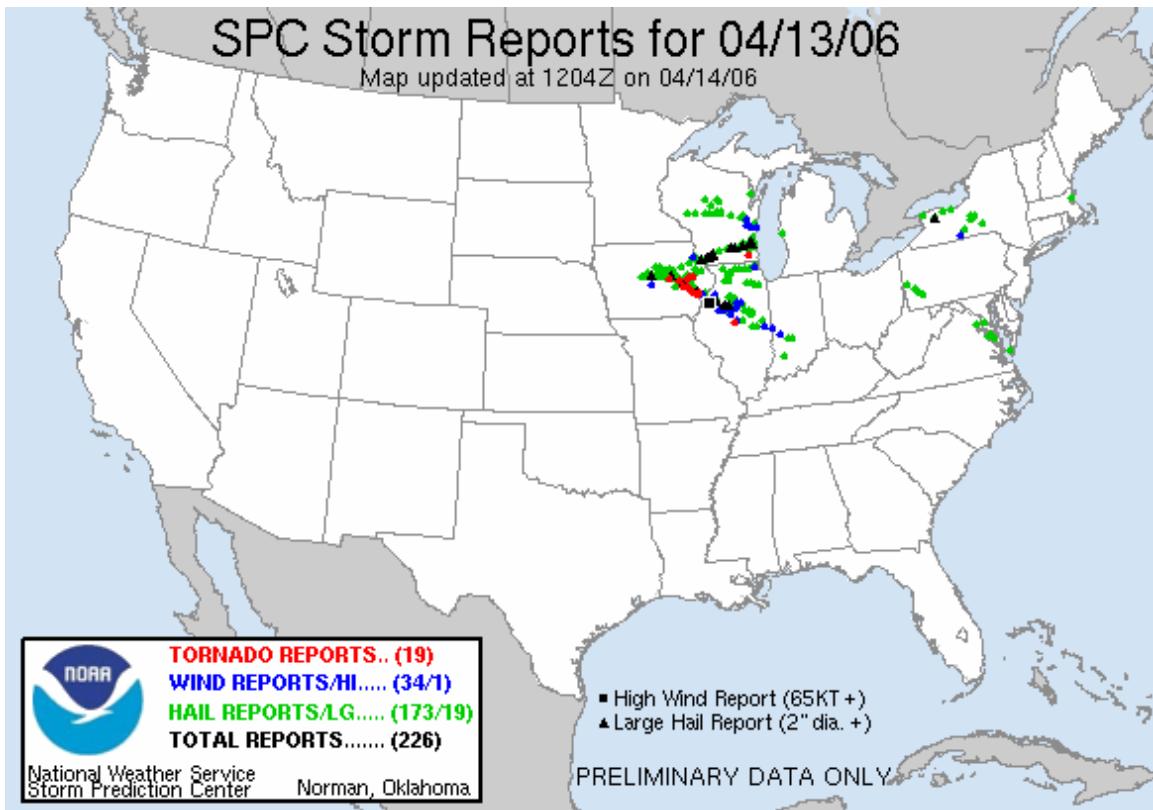 SPC Storm Reports for 04/13/06
Map updated at 1204Z on 04/14/06
NOAA
TORNADO REPORTS.. (19)
WIND REPORTS/HI..... (34/1)
HAIL REPORTS/LG..... (173/19)
TOTAL REPORTS....... (226)
National Weather Service
Storm Prediction Center Norman, Oklahoma
■ High Wind Report (65KT +)
▲ Large Hail Report (2" dia. +)
PRELIMINARY DATA ONLY